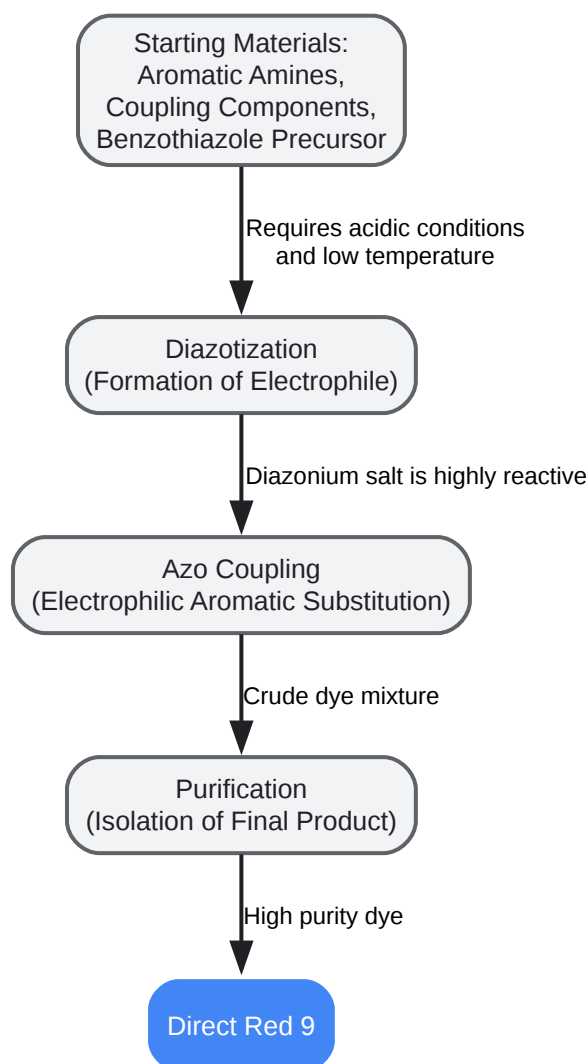 Starting Materials:
Aromatic Amines,
Coupling Components,
Benzothiazole Precursor
Requires acidic conditions
and low temperature
Diazotization
(Formation of Electrophile)
Diazonium salt is highly reactive
Azo Coupling
(Electrophilic Aromatic Substitution)
Crude dye mixture
Purification
(Isolation of Final Product)
High purity dye
Direct Red 9